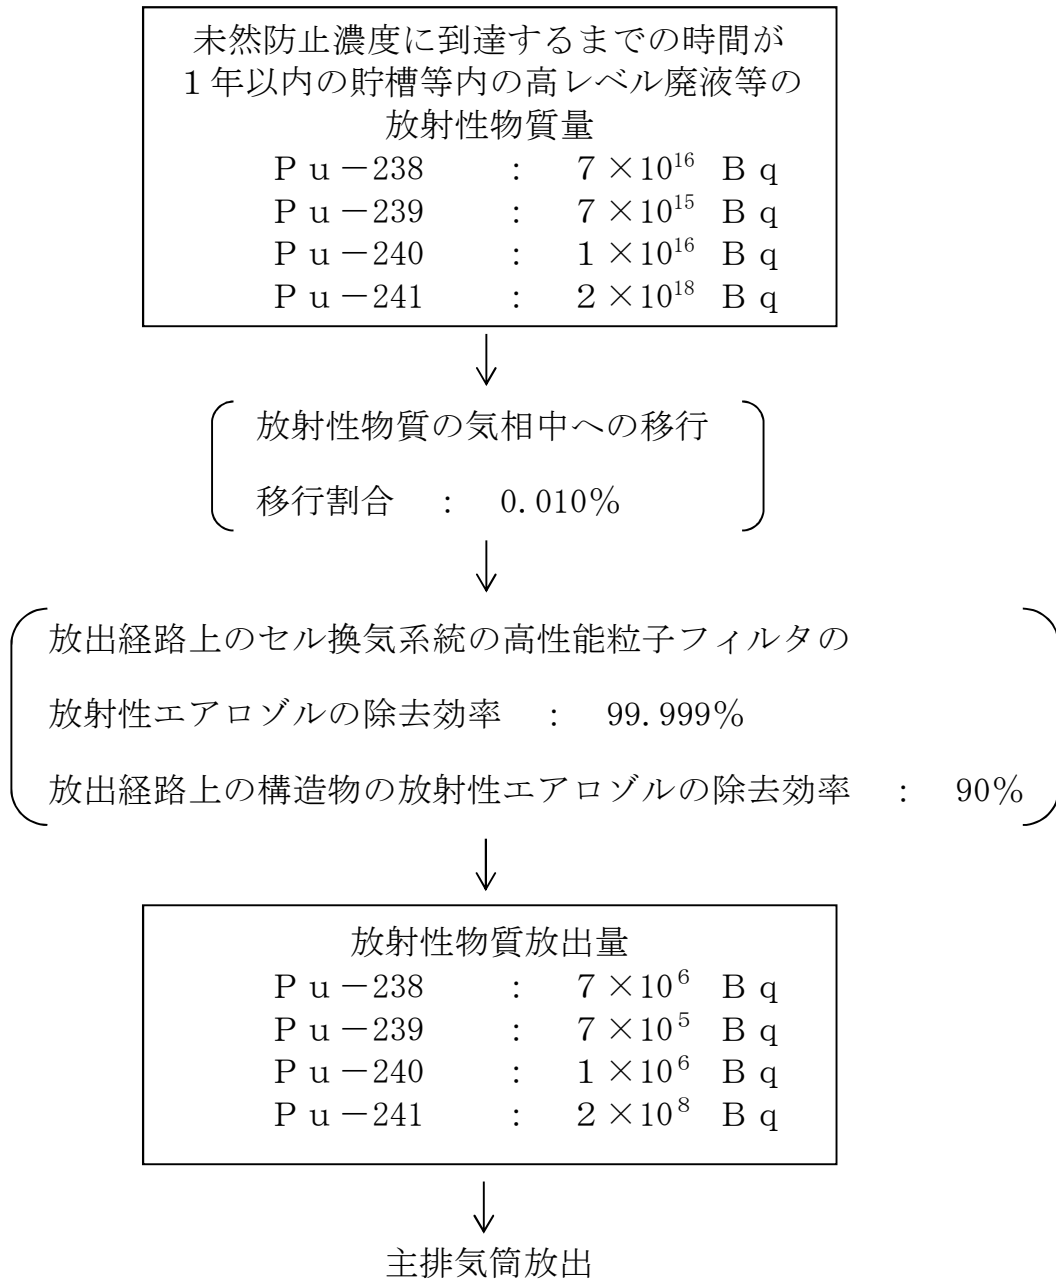 未然防止濃度に到達するまでの時間が
1年以内の貯槽等内の高レベル廃液等の
放射性物質量
Ｐｕ－238 : 7×10¹⁶ Ｂｑ
Ｐｕ－239 : 7×10¹⁵ Ｂｑ
Ｐｕ－240 : 1×10¹⁶ Ｂｑ
Ｐｕ－241 : 2×10¹⁸ Ｂｑ
放射性物質の気相中への移行
移行割合 : 0.010%
放出経路上のセル換気系統の高性能粒子フィルタの
放射性エアロゾルの除去効率 : 99.999%
放出経路上の構造物の放射性エアロゾルの除去効率 : 90%
放射性物質放出量
Ｐｕ－238 : 7×10⁶ Ｂｑ
Ｐｕ－239 : 7×10⁵ Ｂｑ
Ｐｕ－240 : 1×10⁶ Ｂｑ
Ｐｕ－241 : 2×10⁸ Ｂｑ
主排気筒放出